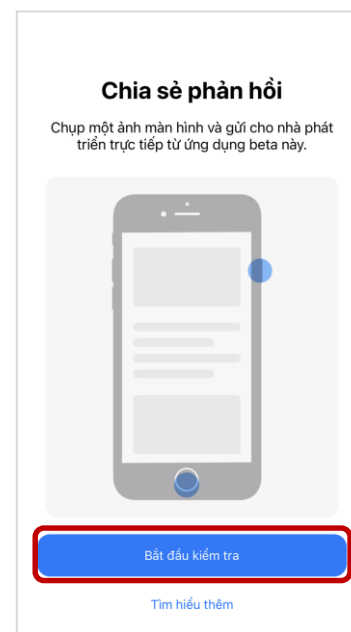 Chia sẻ phản hồi
Chụp một ảnh màn hình và gửi cho nhà phát
triển trực tiếp từ ứng dụng beta này.
Bắt đầu kiểm tra
Tìm hiểu thêm